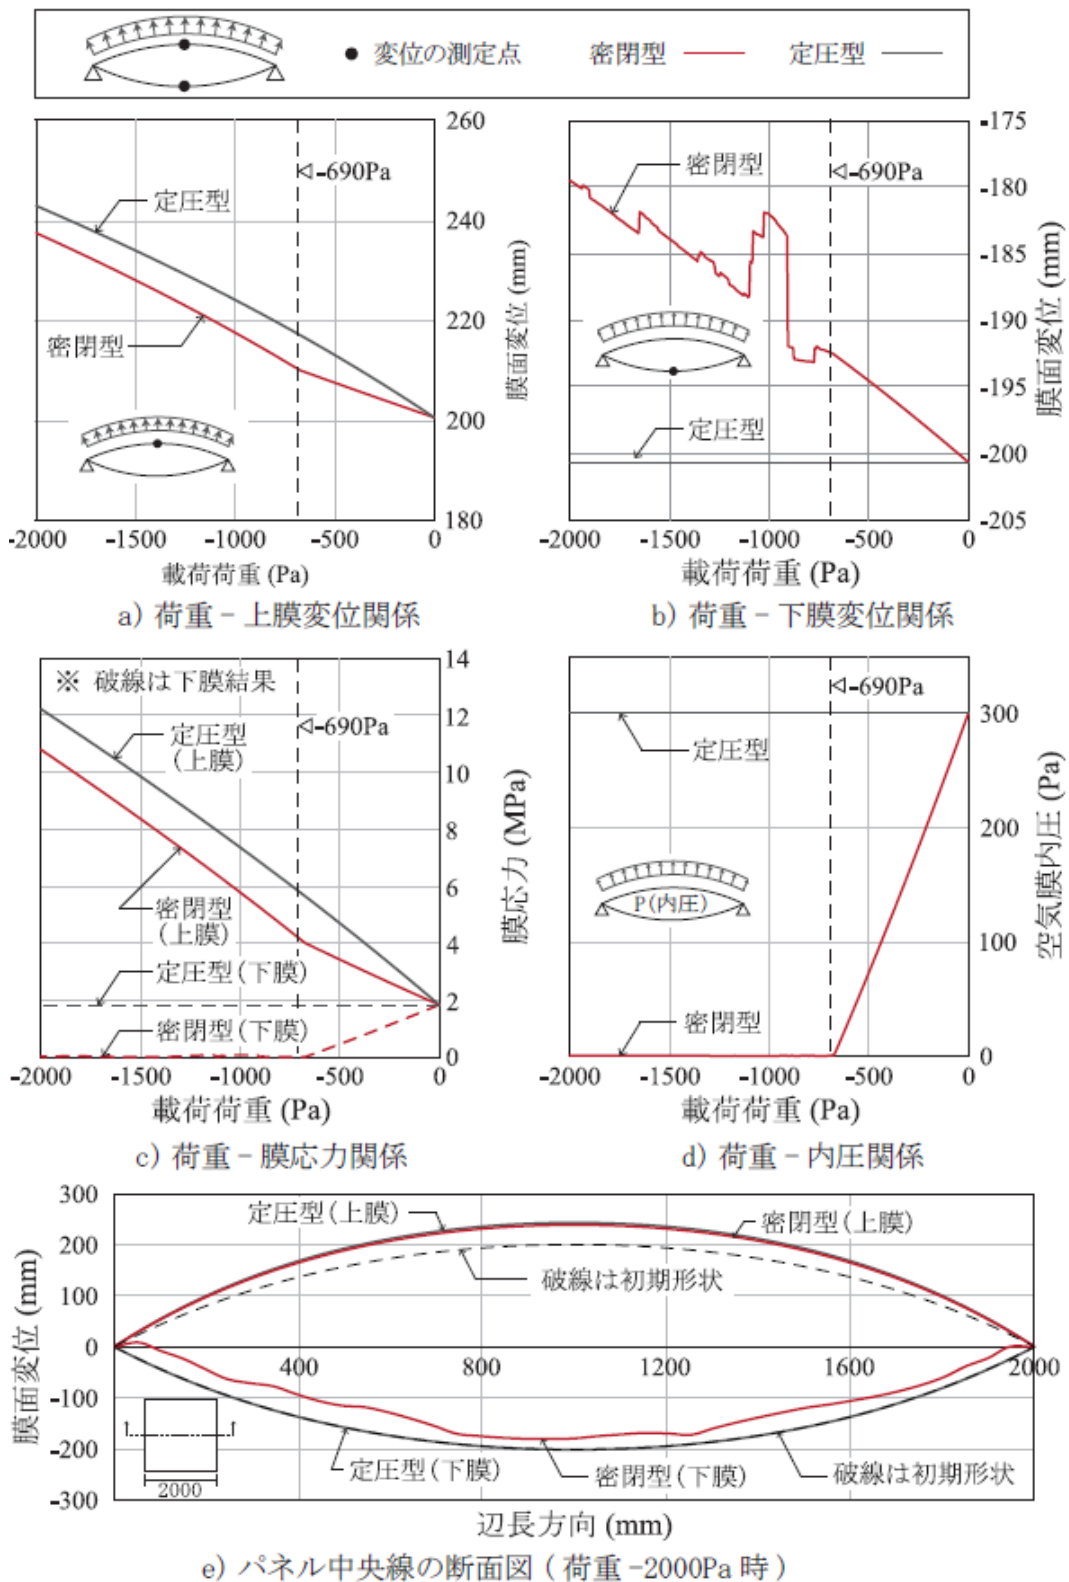 変位の測定点 密閉型 定圧型
260
240
220
200
180
膜面変位 (mm)
-2000 -1500 -1000 -500 0
載荷荷重 (Pa)
◁-690Pa
定圧型
密閉型
a) 荷重 - 上膜変位関係
-175
-180
-185
-190
-195
-200
-205
膜面変位 (mm)
-2000 -1500 -1000 -500 0
載荷荷重 (Pa)
密閉型
◁-690Pa
定圧型
b) 荷重 - 下膜変位関係
※ 破線は下膜結果
14
12
10
8
6
4
2
0
膜応力 (MPa)
-2000 -1500 -1000 -500 0
載荷荷重 (Pa)
◁-690Pa
定圧型
(上膜)
密閉型
(上膜)
定圧型(下膜)
密閉型(下膜)
c) 荷重 - 膜応力関係
◁-690Pa
300
200
100
0
空気膜内圧 (Pa)
-2000 -1500 -1000 -500 0
載荷荷重 (Pa)
定圧型
P(内圧)
密閉型
d) 荷重 - 内圧関係
300
200
100
0
-100
-200
-300
膜面変位 (mm)
定圧型(上膜)
密閉型(上膜)
破線は初期形状
400 800 1200 1600 2000
2000
定圧型(下膜)
密閉型(下膜)
破線は初期形状
辺長方向 (mm)
e) パネル中央線の断面図 ( 荷重 -2000Pa 時 )